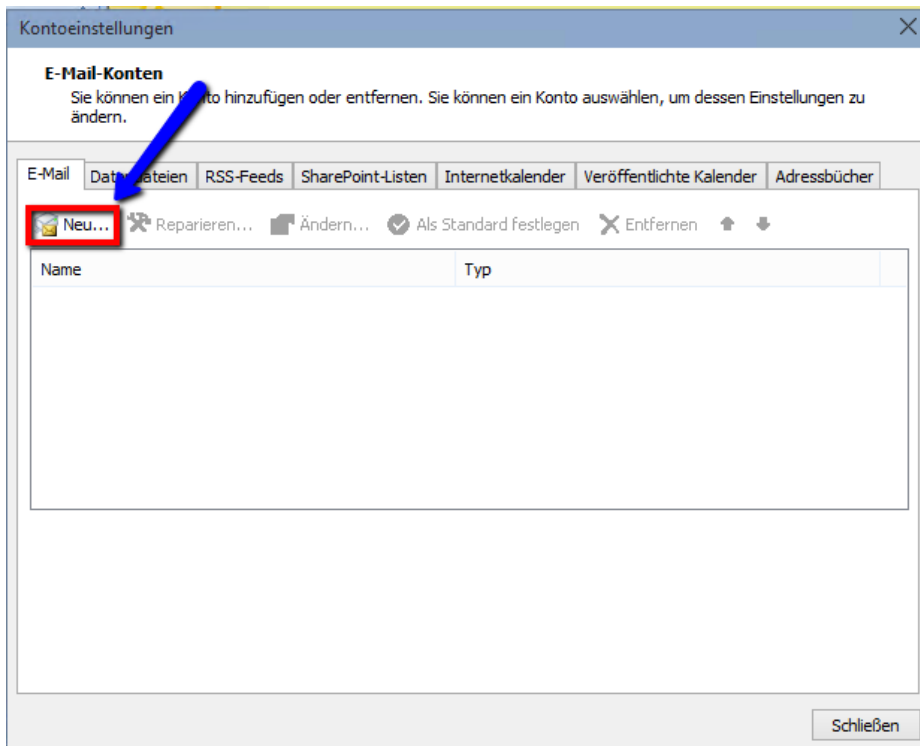 Kontoeinstellungen
E-Mail-Konten
Sie können ein Konto hinzufügen oder entfernen. Sie können ein Konto auswählen, um dessen Einstellungen zu
ändern.
E-Mail Datendateien RSS-Feeds SharePoint-Listen Internetkalender Veröffentlichte Kalender Adressbücher
Neu... Reparieren... Ändern... Als Standard festlegen Entfernen
Name Typ
Schließen